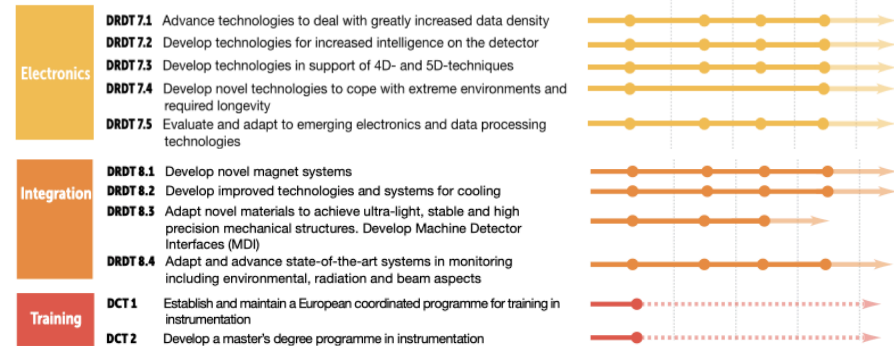 Electronics
DRDT 7.1 Advance technologies to deal with greatly increased data density
DRDT 7.2 Develop technologies for increased intelligence on the detector
DRDT 7.3 Develop technologies in support of 4D- and 5D-techniques
DRDT 7.4 Develop novel technologies to cope with extreme environments and
required longevity
DRDT 7.5 Evaluate and adapt to emerging electronics and data processing
technologies
Integration
DRDT 8.1 Develop novel magnet systems
DRDT 8.2 Develop improved technologies and systems for cooling
DRDT 8.3 Adapt novel materials to achieve ultra-light, stable and high
precision mechanical structures. Develop Machine Detector
Interfaces (MDI)
DRDT 8.4 Adapt and advance state-of-the-art systems in monitoring
including environmental, radiation and beam aspects
Training
DCT 1 Establish and maintain a European coordinated programme for training in
instrumentation
DCT 2 Develop a master's degree programme in instrumentation